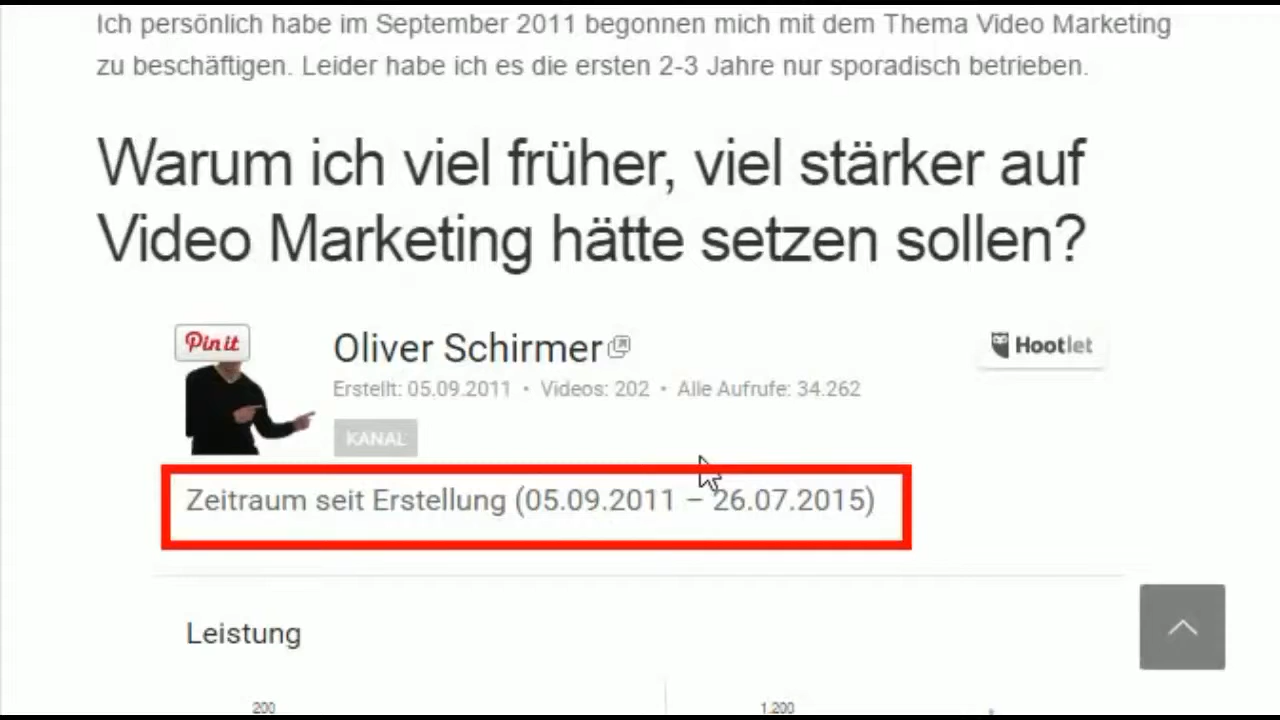 Ich persönlich habe im September 2011 begonnen mich mit dem Thema Video Marketing
zu beschäftigen. Leider habe ich es die ersten 2-3 Jahre nur sporadisch betrieben.
Warum ich viel früher, viel stärker auf
Video Marketing hätte setzen sollen?
Pin it
Oliver Schirmer
Hootlet
Erstellt: 05.09.2011 • Videos: 202 • Alle Aufrufe: 34.262
KANAL
Zeitraum seit Erstellung (05.09.2011 – 26.07.2015)
Leistung
200 1.200